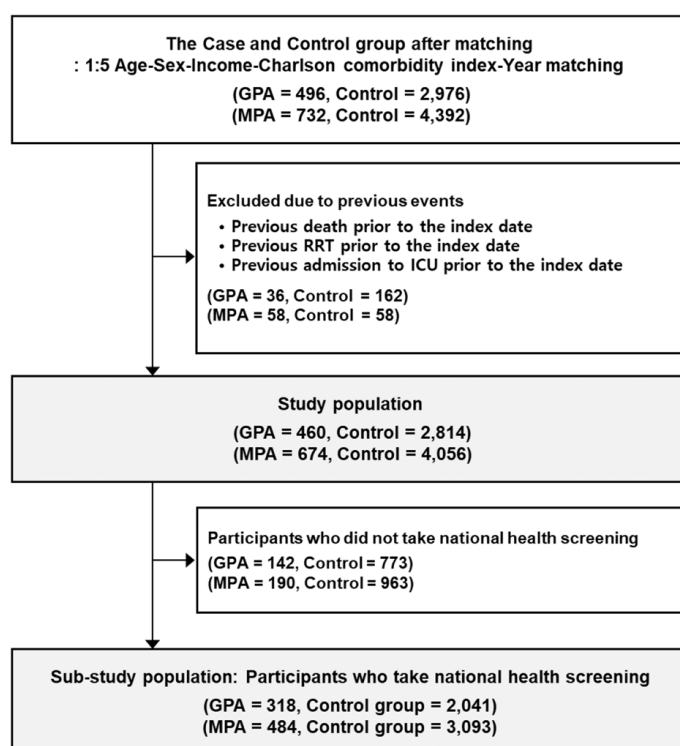 The Case and Control group after matching
: 1:5 Age-Sex-Income-Charlson comorbidity index-Year matching
(GPA = 496, Control = 2,976)
(MPA = 732, Control = 4,392)
Excluded due to previous events
• Previous death prior to the index date
• Previous RRT prior to the index date
• Previous admission to ICU prior to the index date
(GPA = 36, Control = 162)
(MPA = 58, Control = 58)
Study population
(GPA = 460, Control = 2,814)
(MPA = 674, Control = 4,056)
Participants who did not take national health screening
(GPA = 142, Control = 773)
(MPA = 190, Control = 963)
Sub-study population: Participants who take national health screening
(GPA = 318, Control group = 2,041)
(MPA = 484, Control group = 3,093)